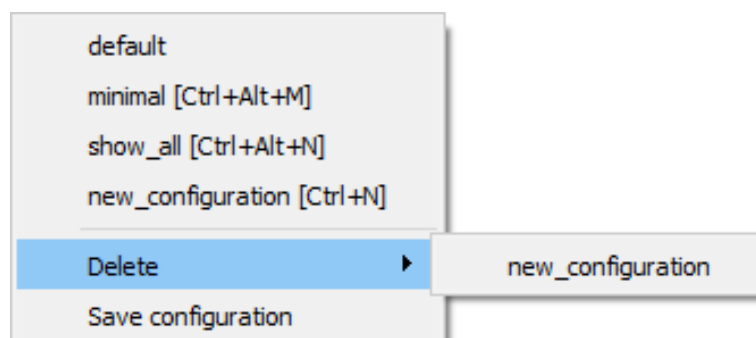 default
minimal [Ctrl+Alt+M]
show_all [Ctrl+Alt+N]
new_configuration [Ctrl+N]
Delete
new_configuration
Save configuration